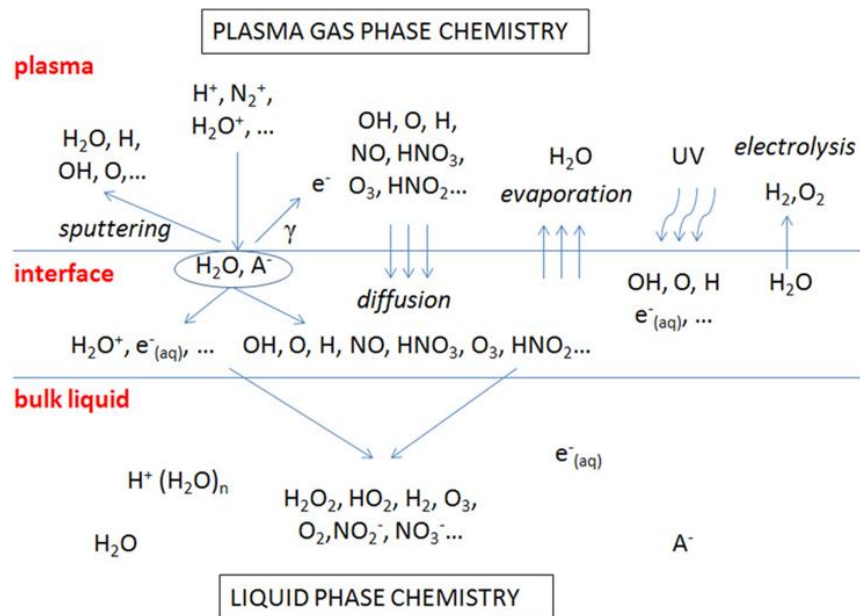 PLASMA GAS PHASE CHEMISTRY
plasma
H⁺, N₂⁺,
H₂O⁺, ...
H₂O, H,
OH, O,...
OH, O, H,
NO, HNO₃,
O₃, HNO₂...
e⁻
H₂O
evaporation
UV
electrolysis
H₂,O₂
sputtering
γ
interface
H₂O, A⁻
diffusion
OH, O, H
e⁻(aq), ...
H₂O
H₂O⁺, e⁻(aq), ...
OH, O, H, NO, HNO₃, O₃, HNO₂...
bulk liquid
e⁻(aq)
H⁺ (H₂O)ₙ
H₂O₂, HO₂, H₂, O₃,
O₂,NO₂⁻, NO₃⁻...
H₂O
A⁻
LIQUID PHASE CHEMISTRY